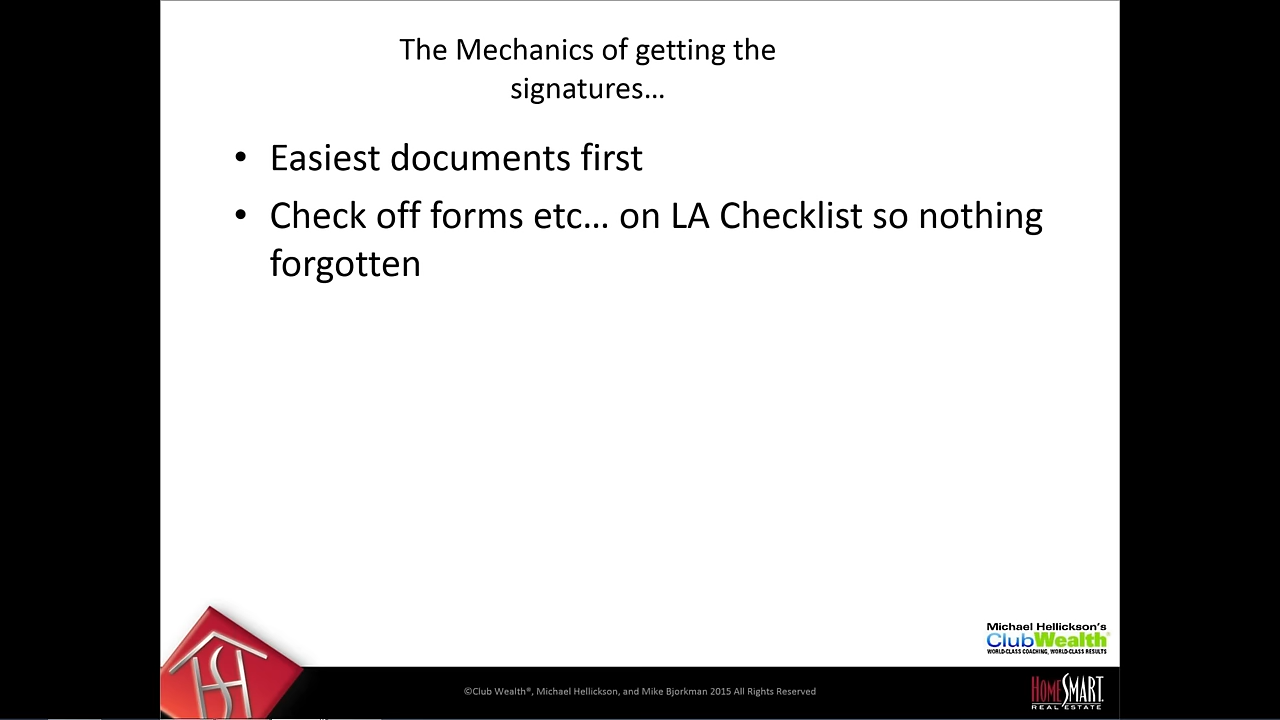 The Mechanics of getting the
signatures…
• Easiest documents first
• Check off forms etc… on LA Checklist so nothing
forgotten
Michael Hellickson's
ClubWealth®
WORLD-CLASS COACHING, WORLD-CLASS RESULTS
HS
©Club Wealth®, Michael Hellickson, and Mike Bjorkman 2015 All Rights Reserved
HOMESMART
REAL ESTATE